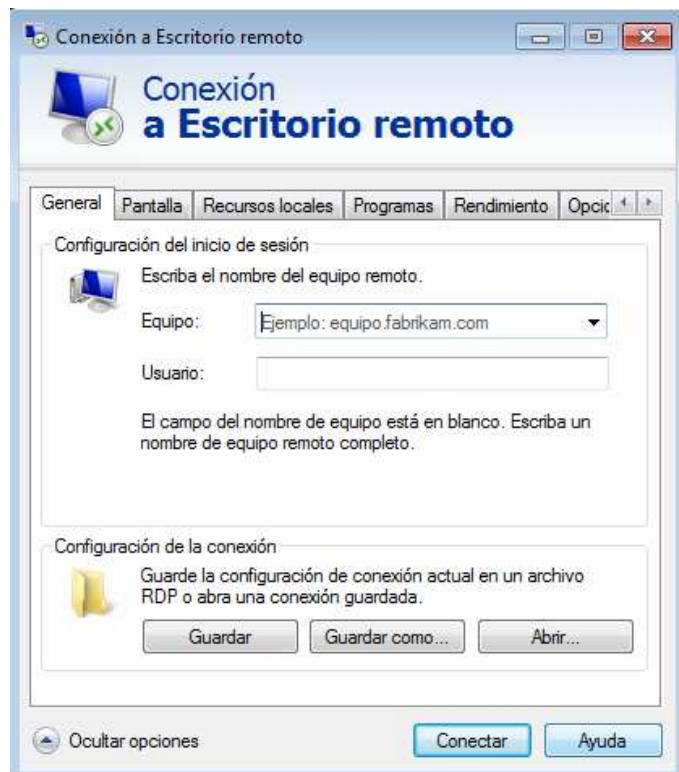 Conexión a Escritorio remoto
Conexión
a Escritorio remoto
General Pantalla Recursos locales Programas Rendimiento Opcic
Configuración del inicio de sesión
Escriba el nombre del equipo remoto.
Equipo: Ejemplo: equipo.fabrikam.com
Usuario:
El campo del nombre de equipo está en blanco. Escriba un
nombre de equipo remoto completo.
Configuración de la conexión
Guarde la configuración de conexión actual en un archivo
RDP o abra una conexión guardada.
Guardar Guardar como... Abrir...
Ocultar opciones Conectar Ayuda